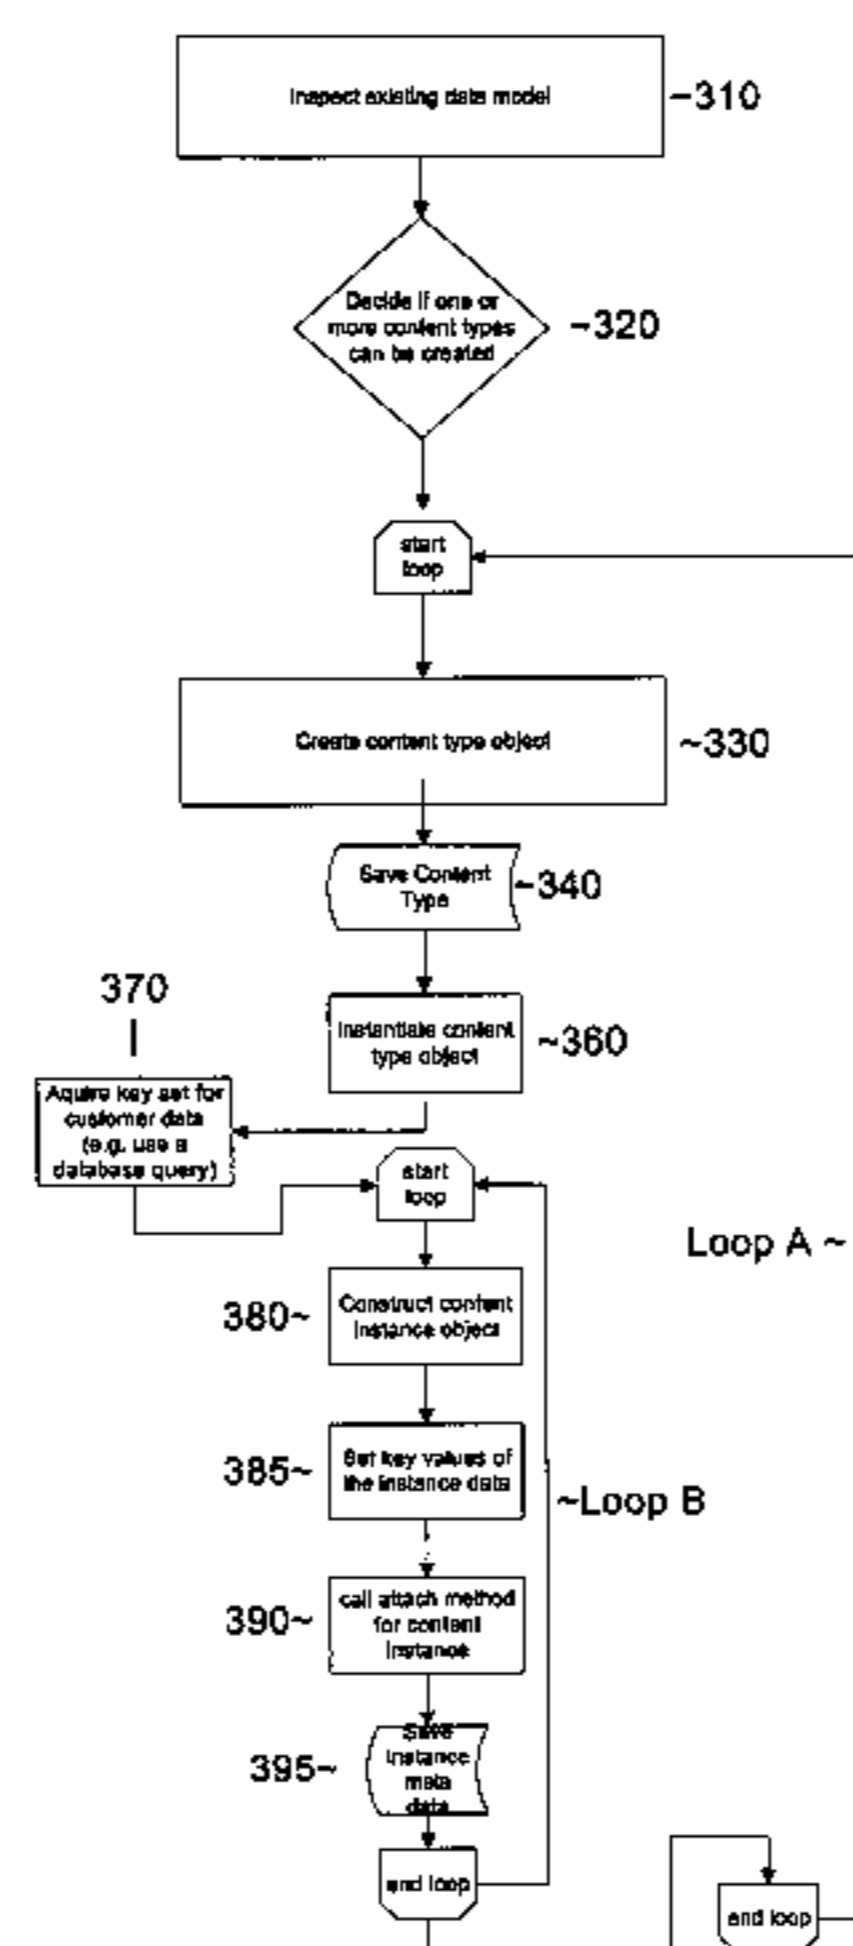 Inspect existing data model
~310
Decide if one or
more content types
can be created
~320
start
loop
Create content type object
~330
Save Content
Type
~340
Instantiate content
type object
~360
370
Aquire key set for
customer data
(e.g. use a
database query)
start
loop
Loop A ~
380~
Construct content
instance object
385~
Set key values of
the instance data
~Loop B
390~
call attach method
for content
instance
395~
Save
instance
meta
data
end loop
end loop